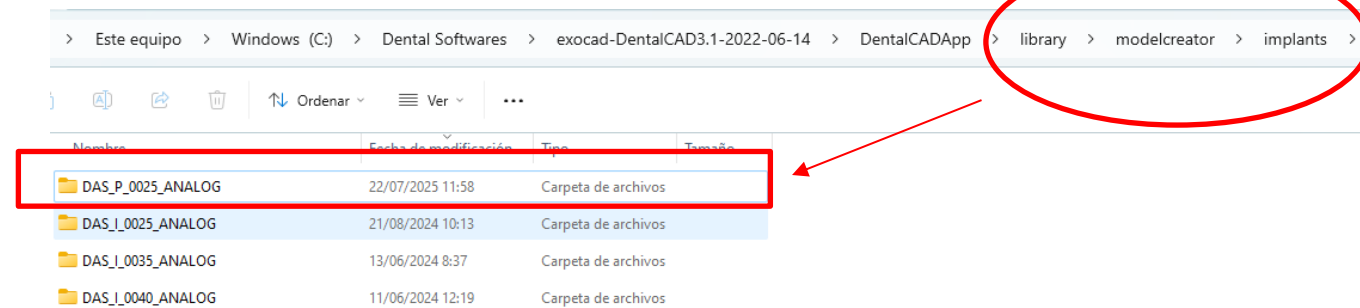 > Este equipo > Windows (C:) > Dental Softwares > exocad-DentalCAD3.1-2022-06-14 > DentalCADApp > library > modelcreator > implants >
Ordenar Ver ...
Nombre Fecha de modificación Tipo Tamaño
DAS_P_0025_ANALOG 22/07/2025 11:58 Carpeta de archivos
DAS_I_0025_ANALOG 21/08/2024 10:13 Carpeta de archivos
DAS_I_0035_ANALOG 13/06/2024 8:37 Carpeta de archivos
DAS_I_0040_ANALOG 11/06/2024 12:19 Carpeta de archivos